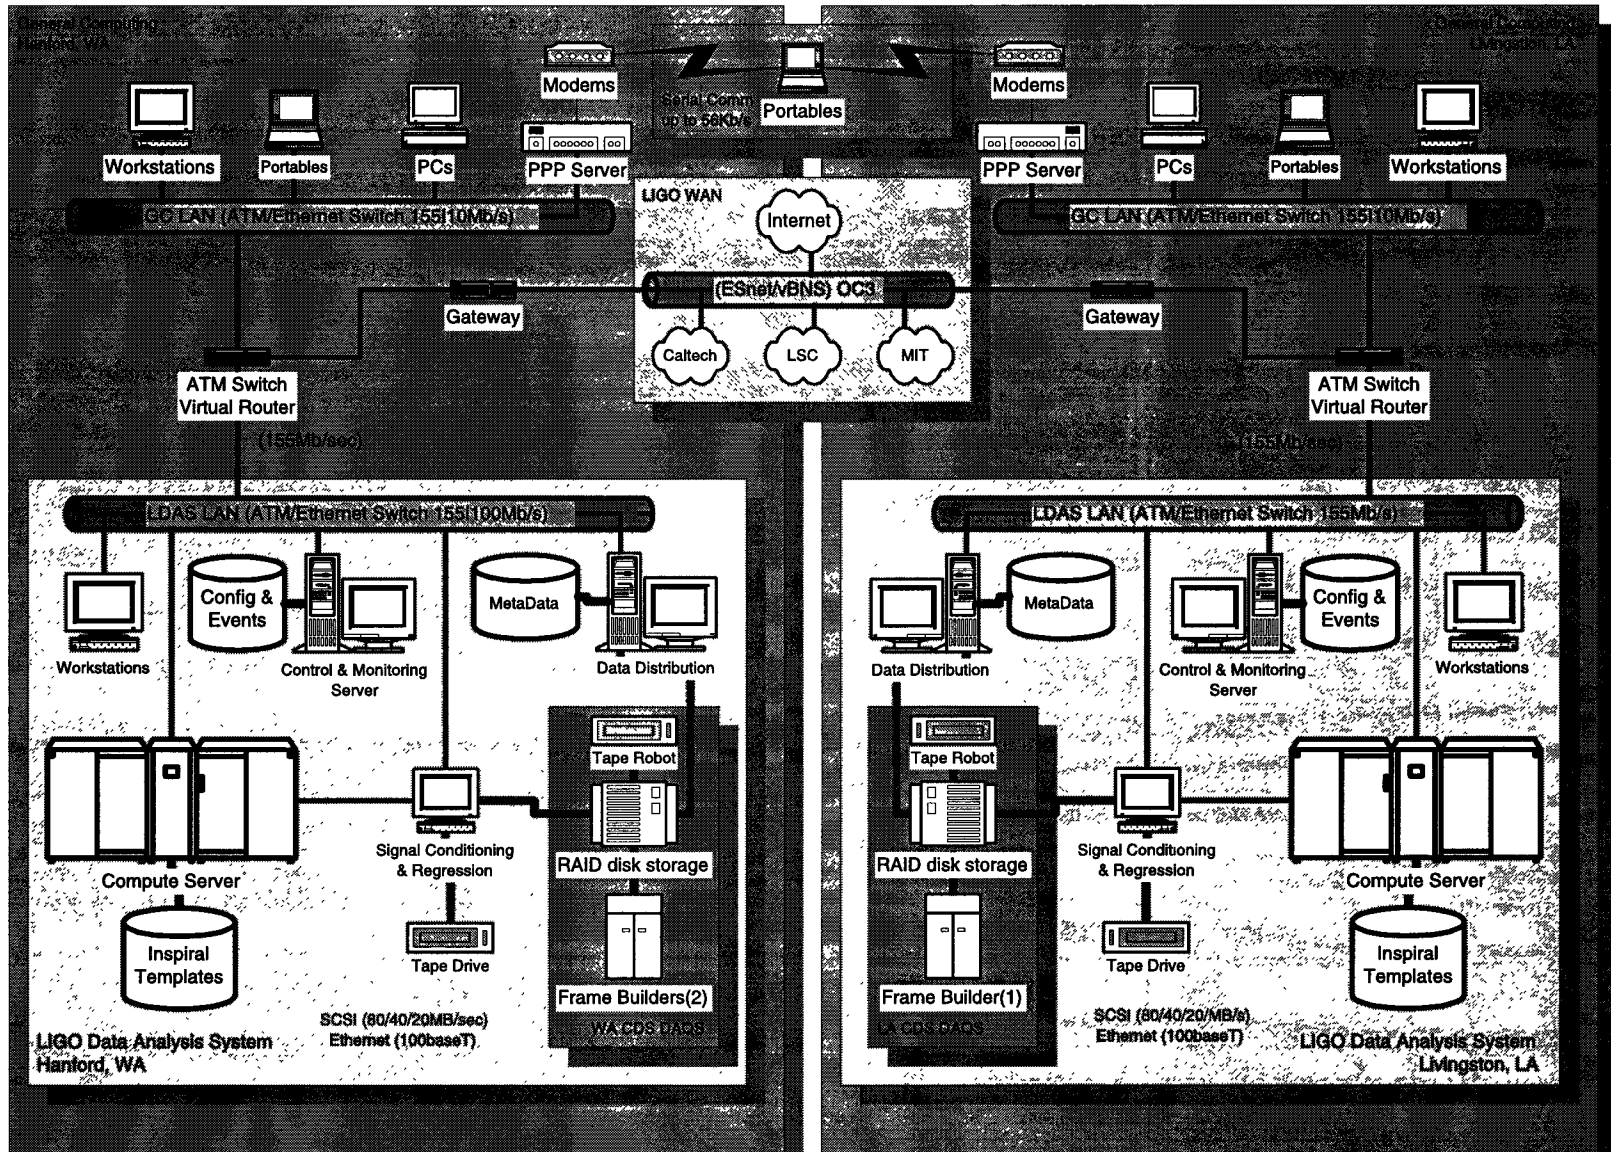 General Computing
Hanford, WA
General Computing
Livingston, LA
Modems
Serial Comm
up to 56Kb/s
Portables
Modems
Workstations
Portables
PCs
PPP Server
PPP Server
PCs
Portables
Workstations
GC LAN (ATM/Ethernet Switch 155|10Mb/s)
LIGO WAN
Internet
GC LAN (ATM/Ethernet Switch 155|10Mb/s)
Gateway
(ESnet/vBNS) OC3
Gateway
Caltech
LSC
MIT
ATM Switch
Virtual Router
(155Mb/sec)
ATM Switch
Virtual Router
(155Mb/sec)
LDAS LAN (ATM/Ethernet Switch 155|100Mb/s)
Config &
Events
MetaData
Workstations
Control & Monitoring
Server
Data Distribution
Tape Robot
RAID disk storage
Signal Conditioning
& Regression
Compute Server
Inspiral
Templates
Tape Drive
Frame Builders(2)
WA CDS DAQS
SCSI (80/40/20MB/sec)
Ethernet (100baseT)
LIGO Data Analysis System
Hanford, WA
LDAS LAN (ATM/Ethernet Switch 155Mb/s)
MetaData
Config &
Events
Data Distribution
Control & Monitoring
Server
Workstations
Tape Robot
RAID disk storage
Signal Conditioning
& Regression
Compute Server
Inspiral
Templates
Tape Drive
Frame Builder(1)
LA CDS DAQS
SCSI (80/40/20/MB/s)
Ethernet (100baseT)
LIGO Data Analysis System
Livingston, LA